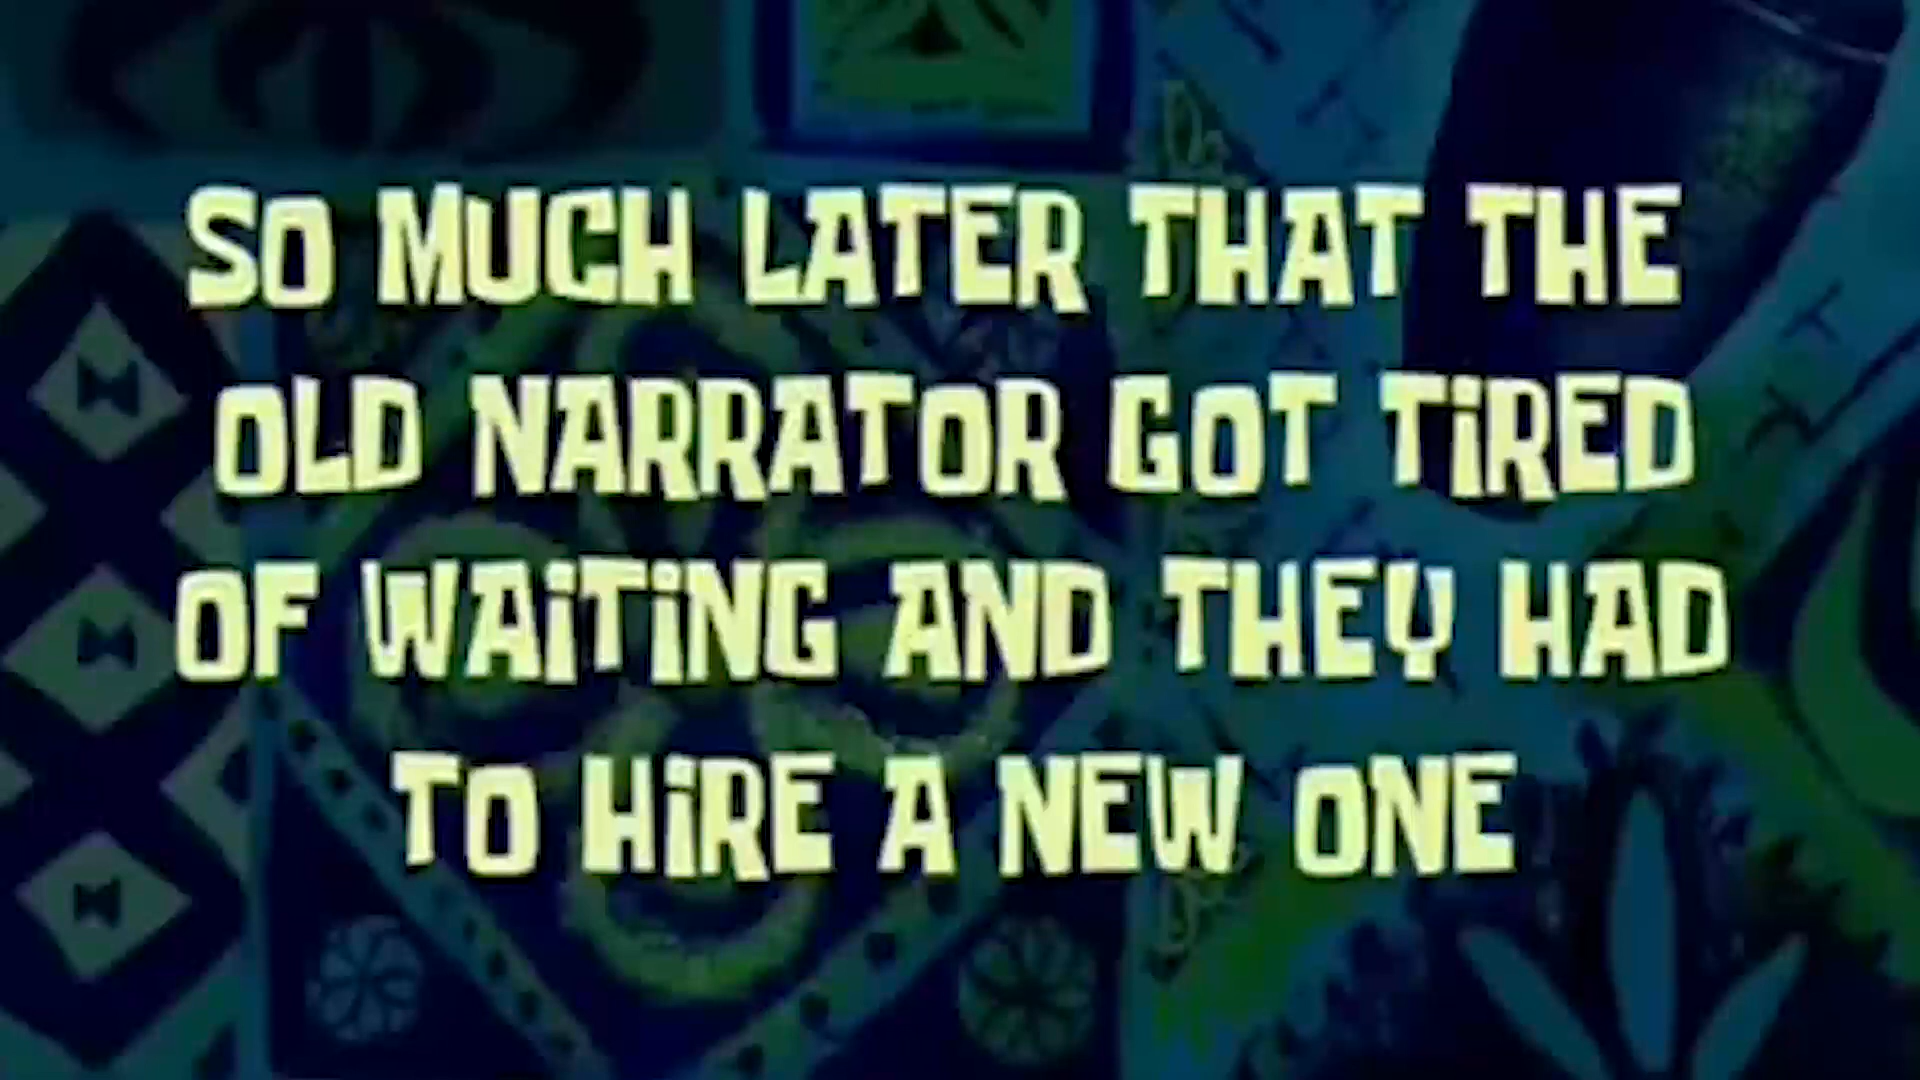 SO MUCH LATER THAT THE
OLD NARRATOR GOT TiRED
OF WAiTiNG AND THEY HAD
TO HiRE A NEW ONE